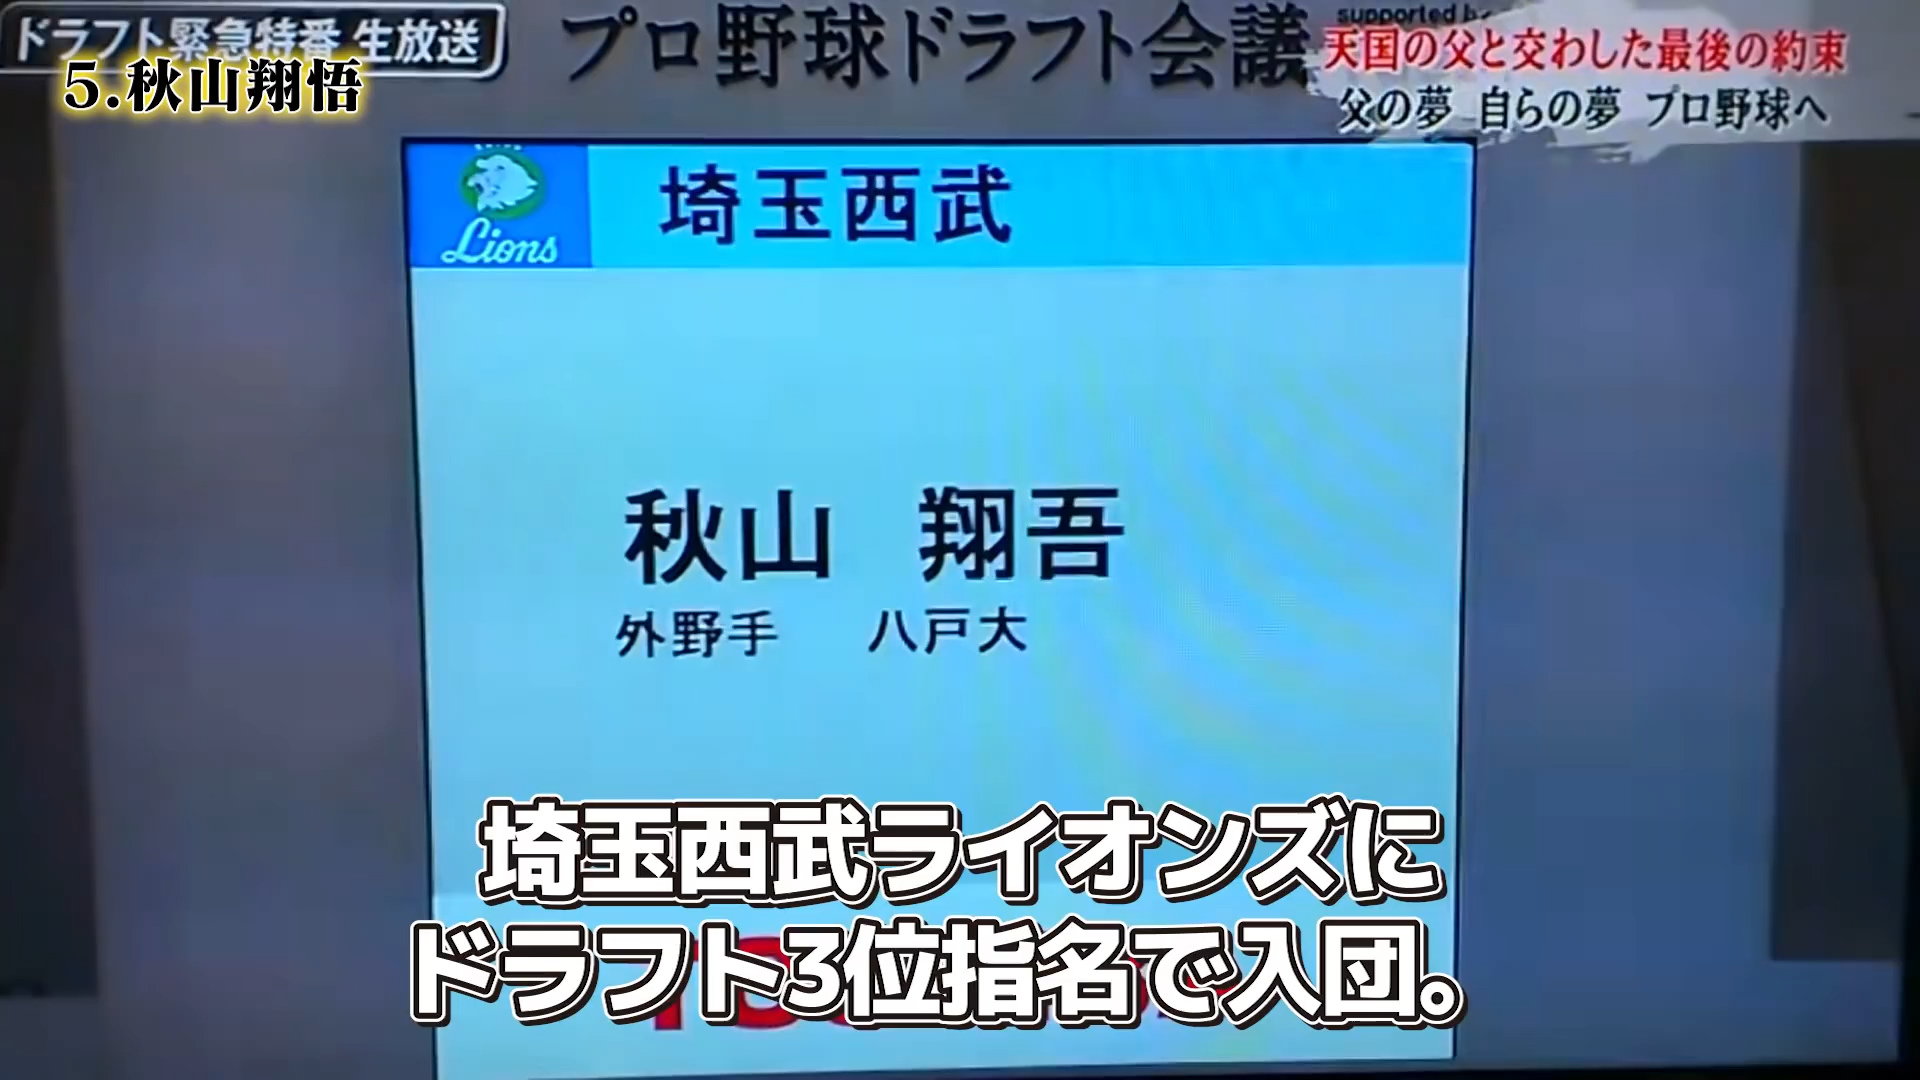 ドラフト緊急特番 生放送
5.秋山翔悟
プロ野球ドラフト会議
supported
天国の父と交わした最後の約束
父の夢 自らの夢 プロ野球へ
Lions
埼玉西武
秋山 翔吾
外野手 八戸大
埼玉西武ライオンズに
ドラフト3位指名で入団。